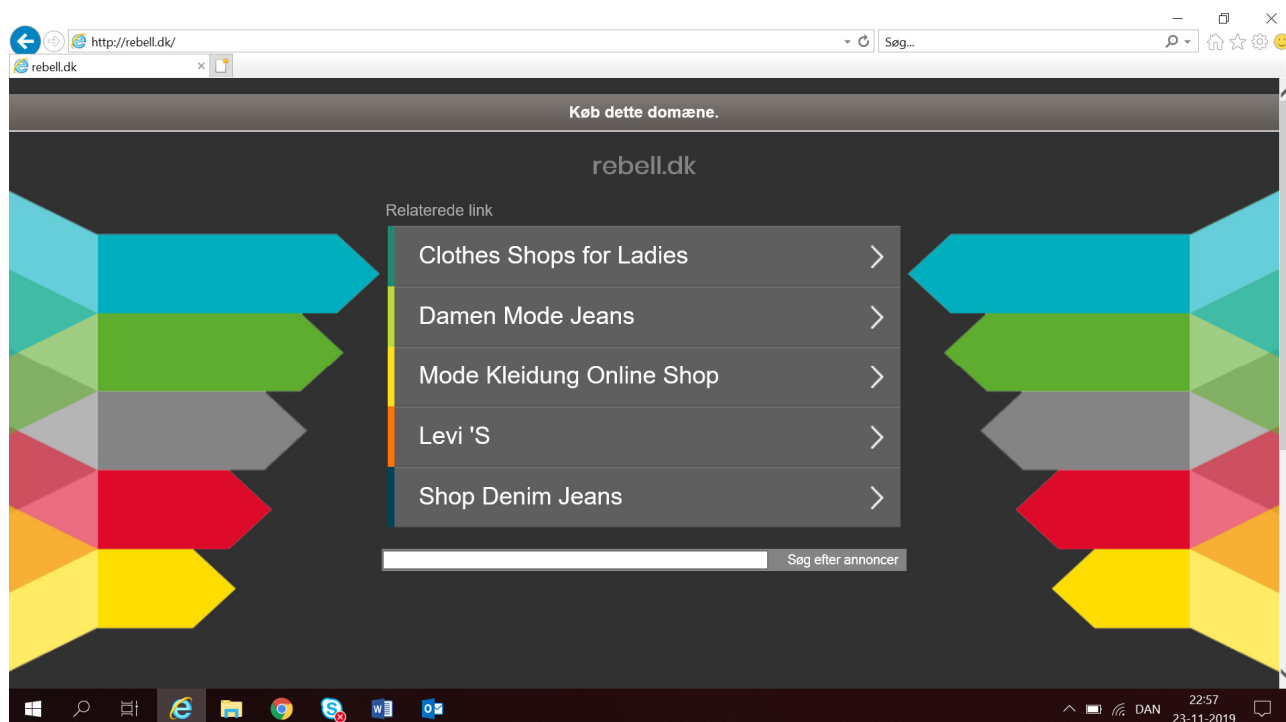 http://rebell.dk/
Søg...
rebell.dk
Køb dette domæne.
rebell.dk
Relaterede link
Clothes Shops for Ladies
Damen Mode Jeans
Mode Kleidung Online Shop
Levi 'S
Shop Denim Jeans
Søg efter annoncer
DAN
22:57
23-11-2019